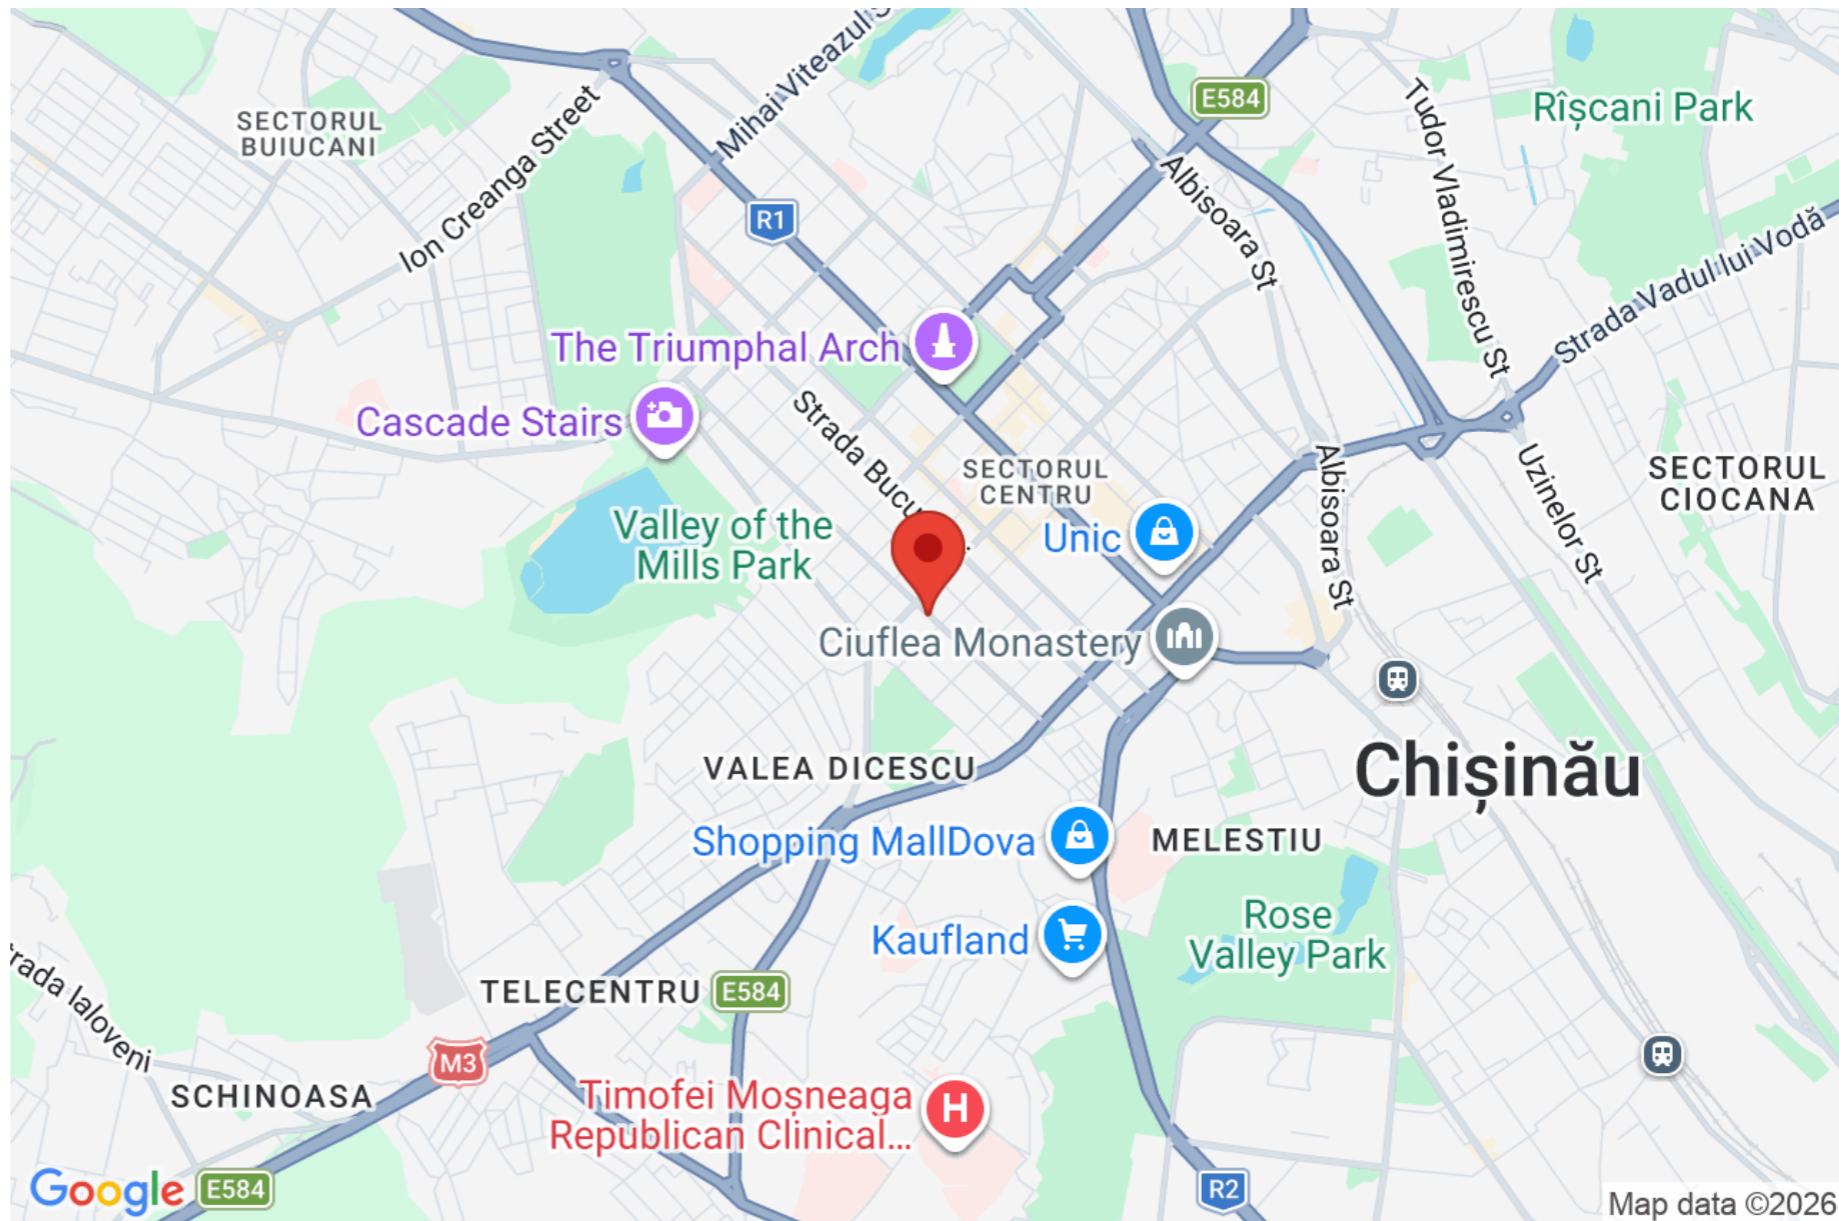 Mihai Viteazul S
E584
Rîșcani Park
SECTORUL
BUIUCANI
Ion Creanga Street
Tudor Vladimirescu St
Albisoara St
R1
Strada Vadul lui Vodă
The Triumphal Arch
Cascade Stairs
Strada Bucu
SECTORUL
CENTRU
Albisoara St
Uzinelor St
SECTORUL
CIOCANA
Valley of the
Mills Park
Unic
Ciuflea Monastery
Chișinău
VALEA DICESCU
Shopping MallDova
MELESTIU
Rose
Valley Park
Kaufland
TELECENTRU
E584
trada Ialoveni
M3
SCHINOASA
Timofei Moșneaga
Republican Clinical...
H
Google
E584
R2
Map data ©2026